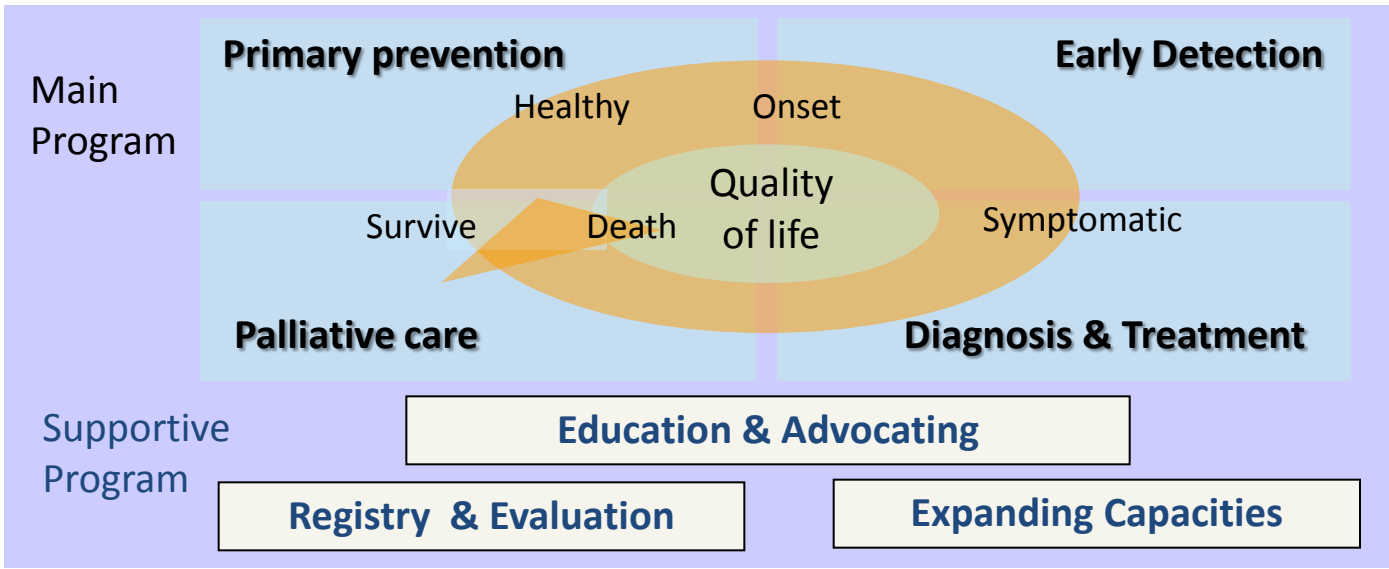 Primary prevention
Early Detection
Main
Program
Healthy
Onset
Quality
of life
Survive
Death
Symptomatic
Palliative care
Diagnosis & Treatment
Supportive
Program
Education & Advocating
Registry & Evaluation
Expanding Capacities